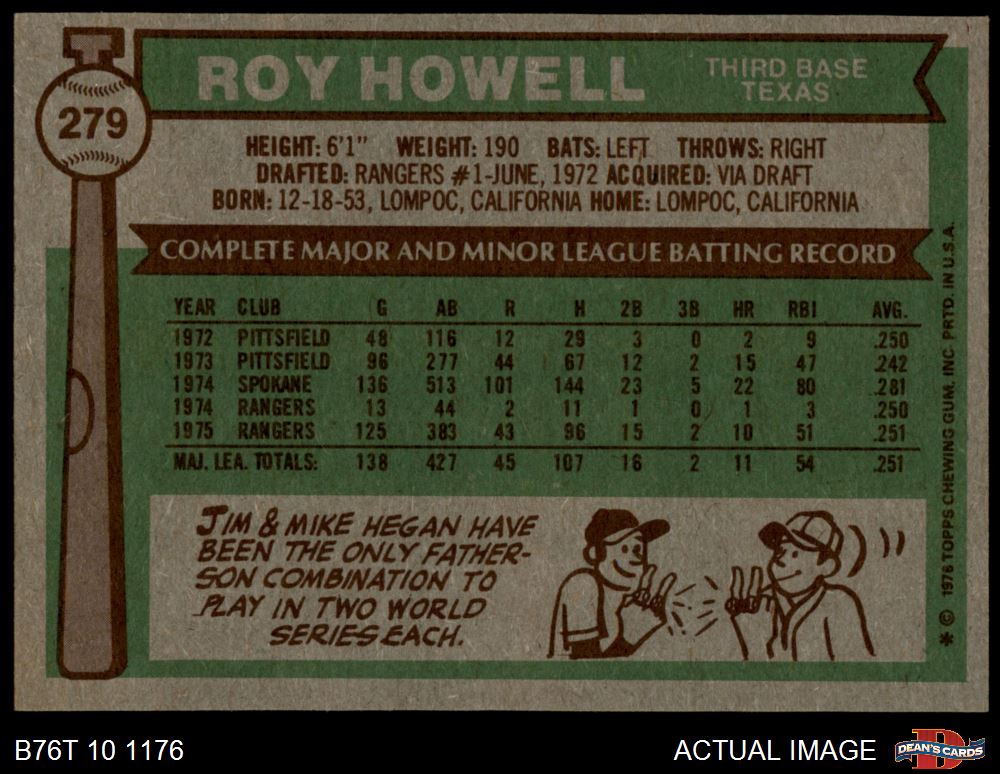 279
ROY HOWELL
THIRD BASE
TEXAS
HEIGHT: 6'1" WEIGHT: 190 BATS: LEFT THROWS: RIGHT
DRAFTED: RANGERS #1-JUNE, 1972 ACQUIRED: VIA DRAFT
BORN: 12-18-53, LOMPOC, CALIFORNIA HOME: LOMPOC, CALIFORNIA
COMPLETE MAJOR AND MINOR LEAGUE BATTING RECORD
YEAR CLUB G AB R H 2B 3B HR RBI AVG.
1972 PITTSFIELD 48 116 12 29 3 0 2 9 .250
1973 PITTSFIELD 96 277 44 67 12 2 15 47 .242
1974 SPOKANE 136 513 101 144 23 5 22 80 .281
1974 RANGERS 13 44 2 11 1 0 1 3 .250
1975 RANGERS 125 383 43 96 15 2 10 51 .251
MAJ. LEA. TOTALS: 138 427 45 107 16 2 11 54 .251
JIM & MIKE HEGAN HAVE
BEEN THE ONLY FATHER-
SON COMBINATION TO
PLAY IN TWO WORLD
SERIES EACH.
* © 1976 TOPPS CHEWING GUM, INC. PRTD. IN U.S.A.
B76T 10 1176
ACTUAL IMAGE
D
DEAN'S CARDS